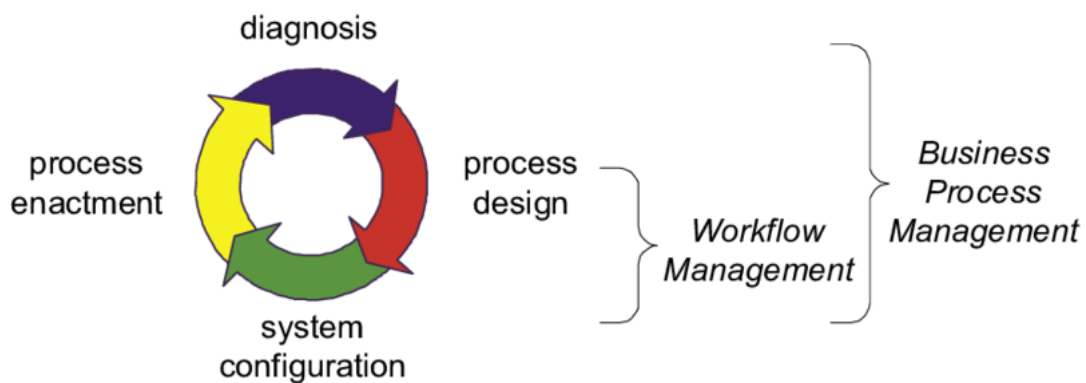 diagnosis
process
enactment
process
design
system
configuration
Workflow
Management
Business
Process
Management